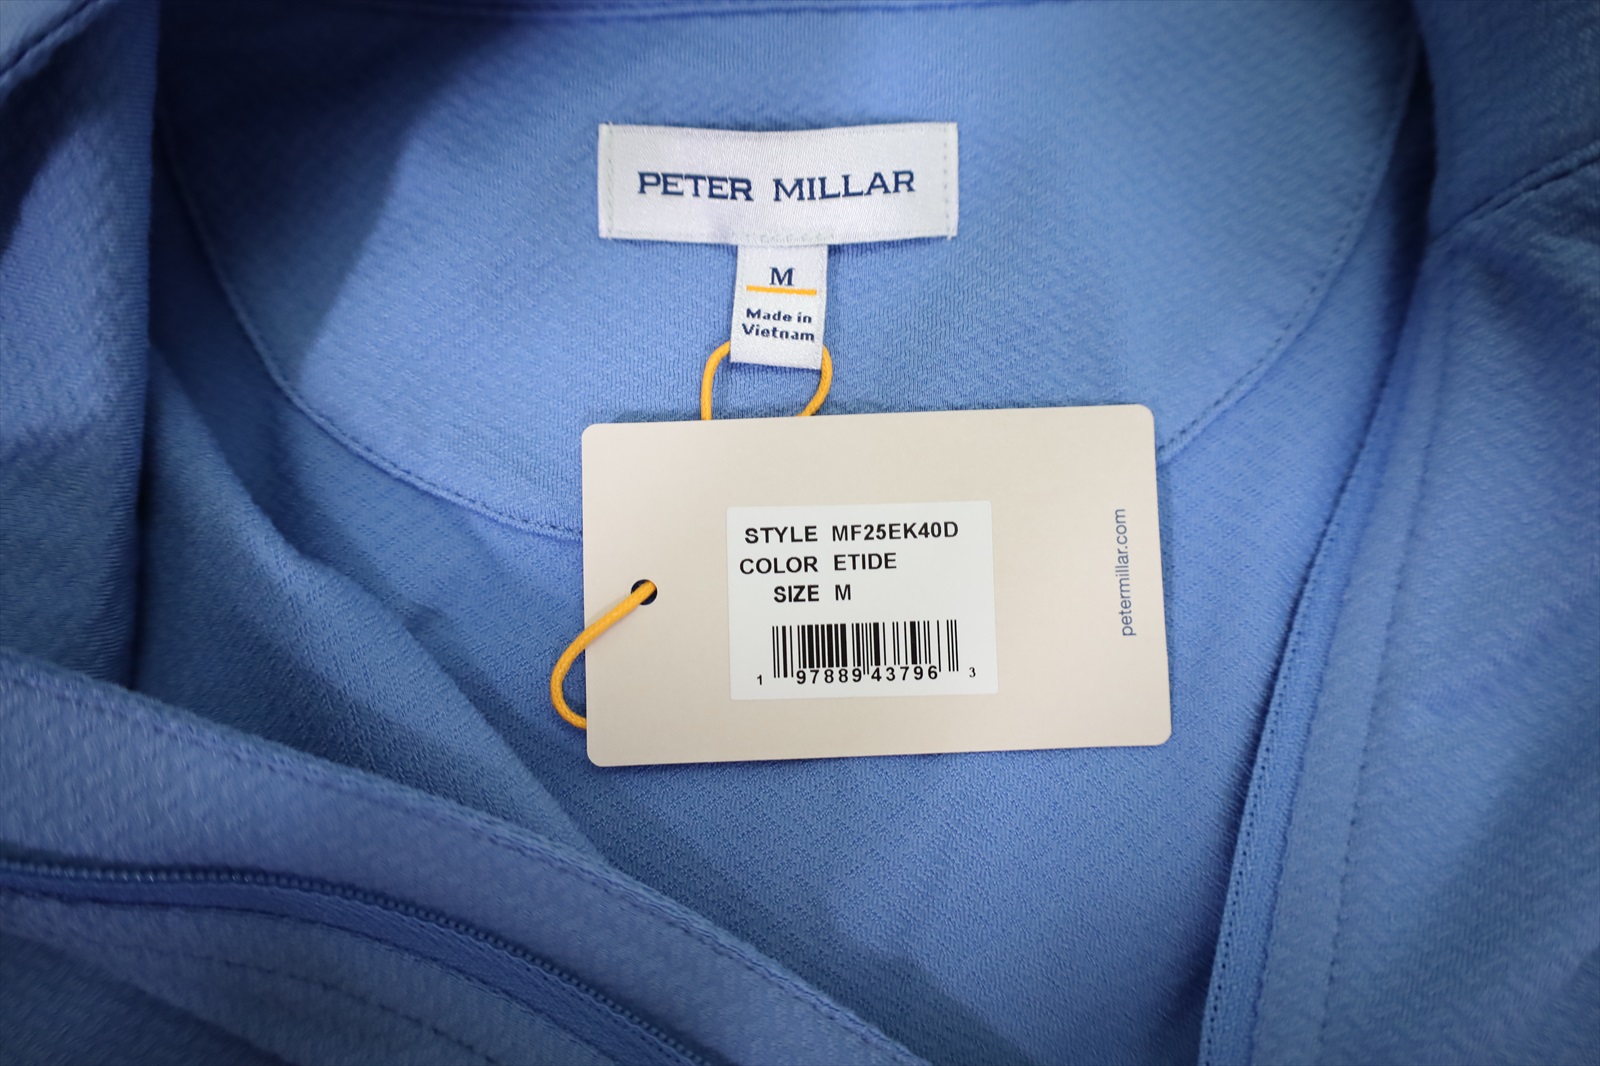 PETER MILLAR
M
Made in
Vietnam
STYLE MF25EK40D
COLOR ETIDE
SIZE M
1 97889 43796 3
petermillar.com